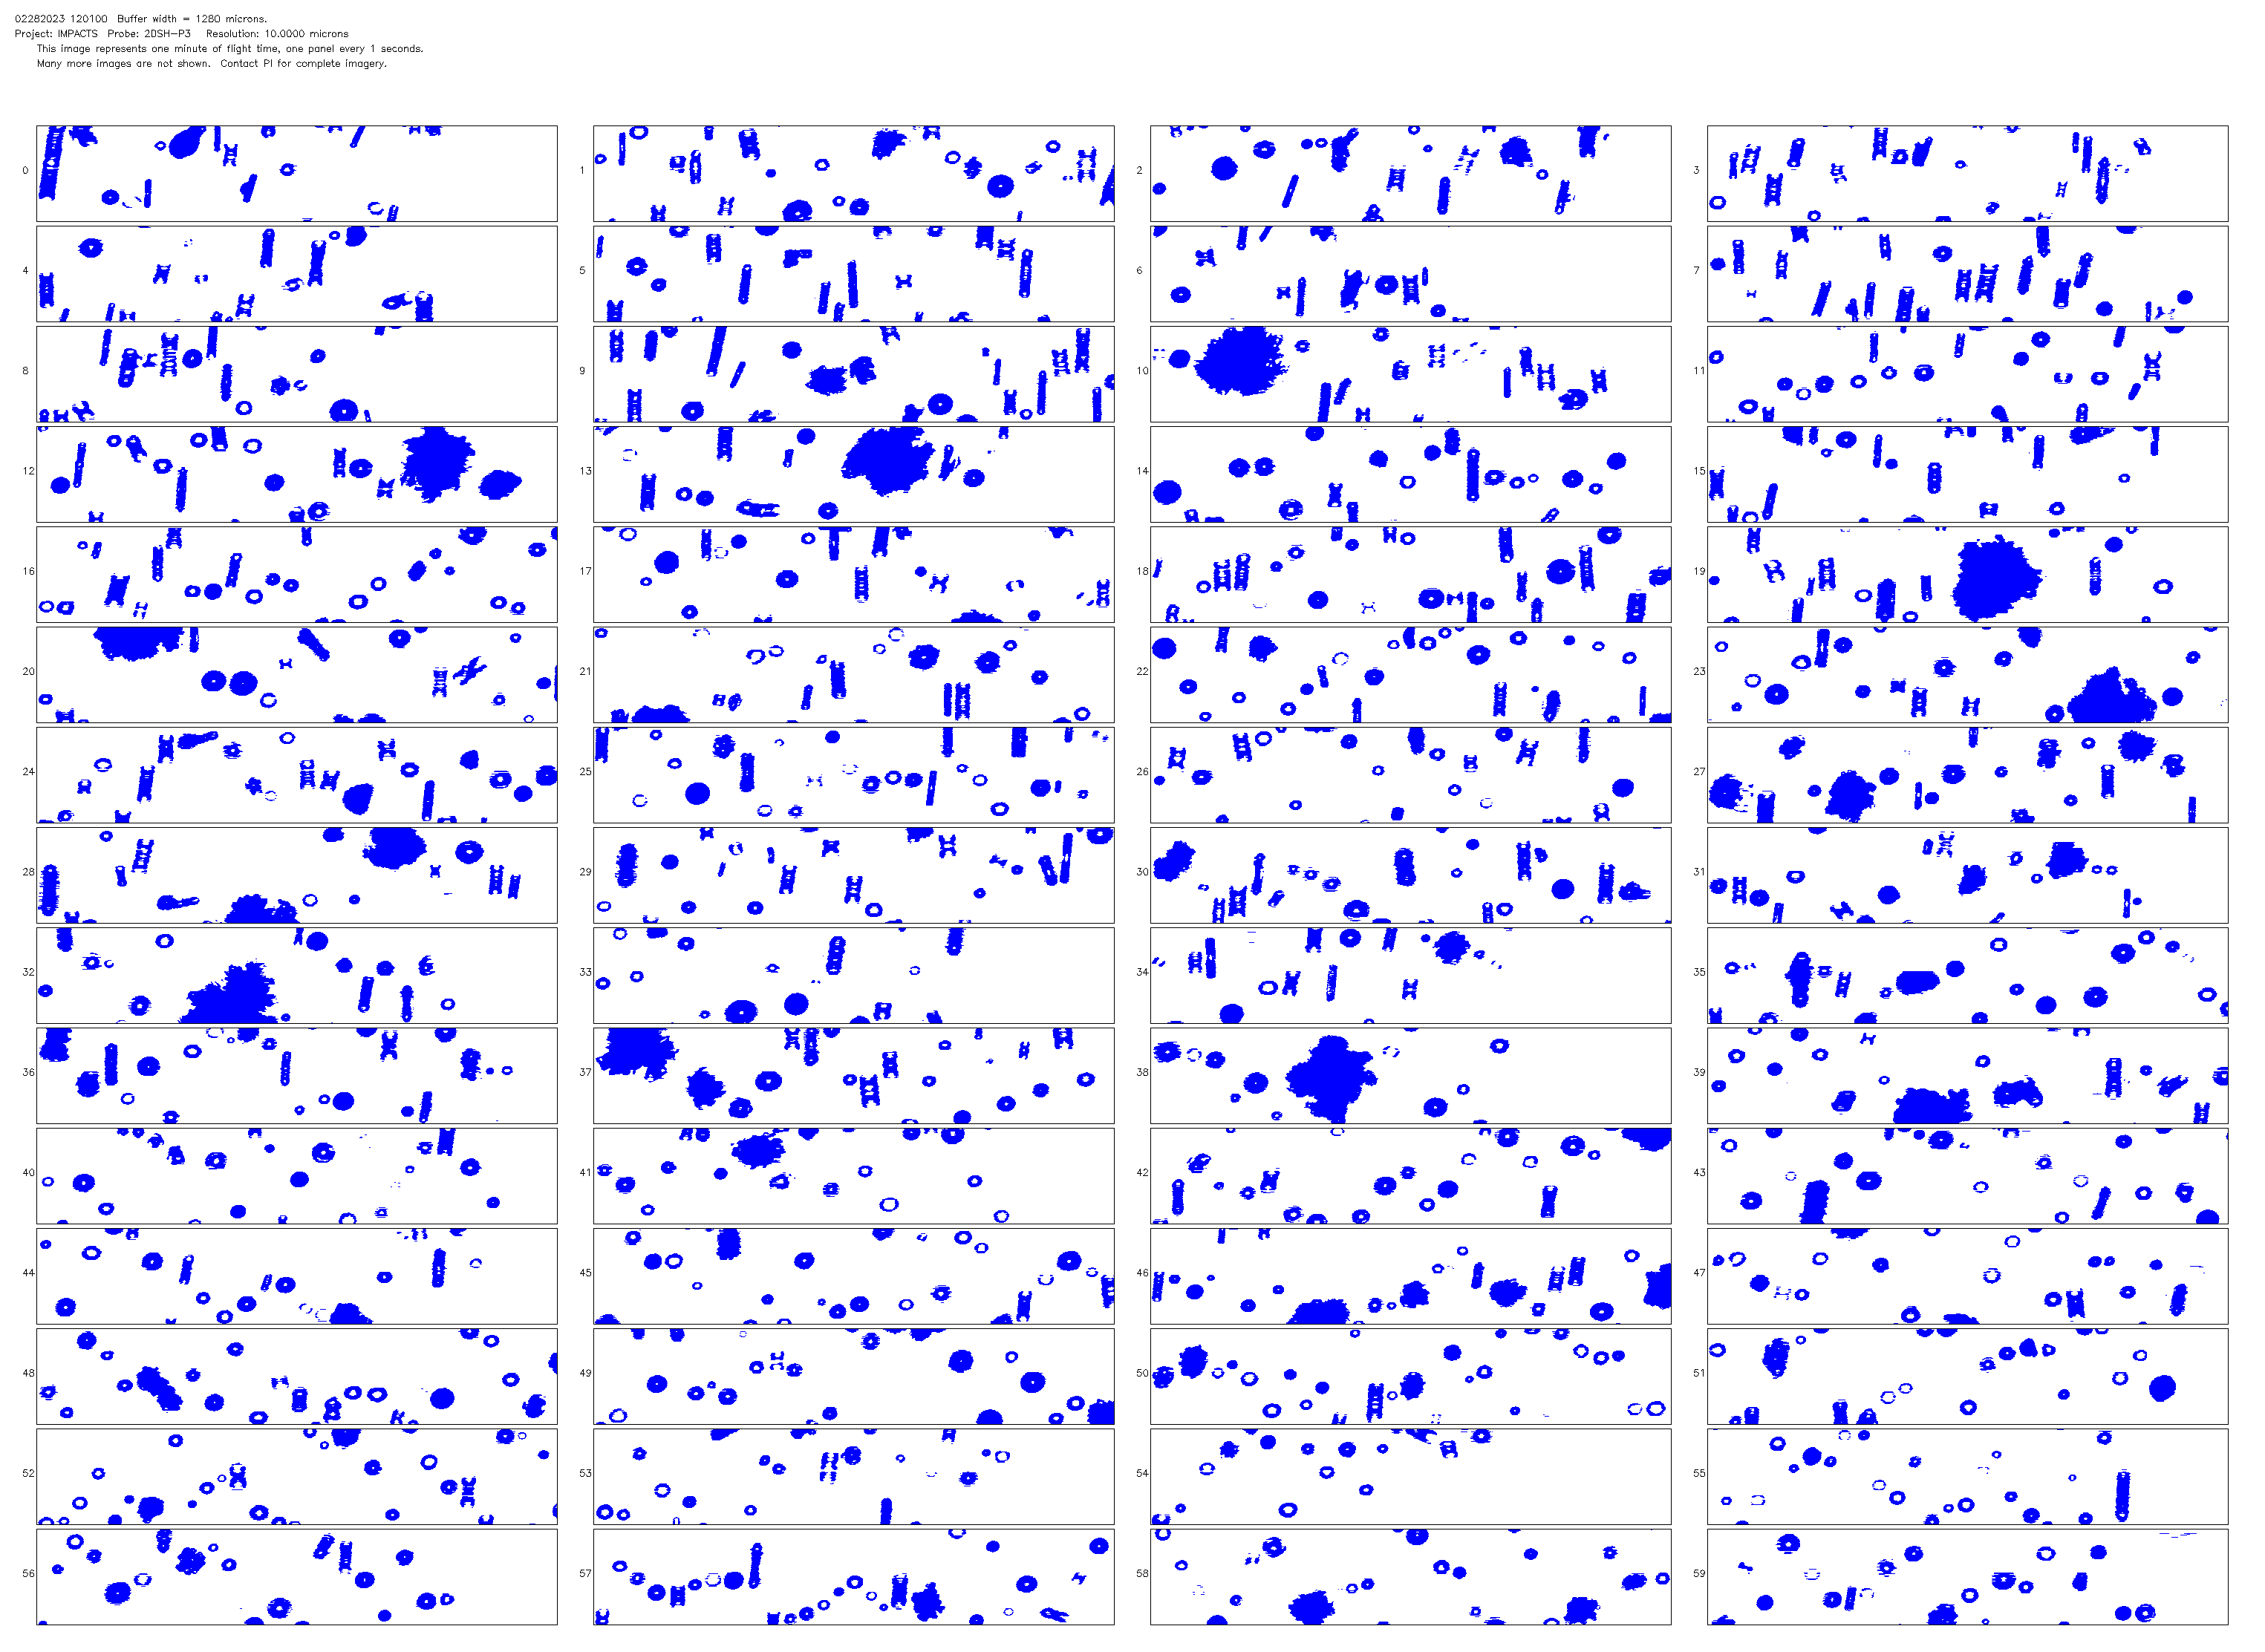 02282023 120100 Buffer width = 1280 microns.
Project: IMPACTS Probe: 2DSH-P3 Resolution: 10.0000 microns
This image represents one minute of flight time, one panel every 1 seconds.
Many more images are not shown. Contact PI for complete imagery.
0 1 2 3
4 5 6 7
8 9 10 11
12 13 14 15
16 17 18 19
20 21 22 23
24 25 26 27
28 29 30 31
32 33 34 35
36 37 38 39
40 41 42 43
44 45 46 47
48 49 50 51
52 53 54 55
56 57 58 59